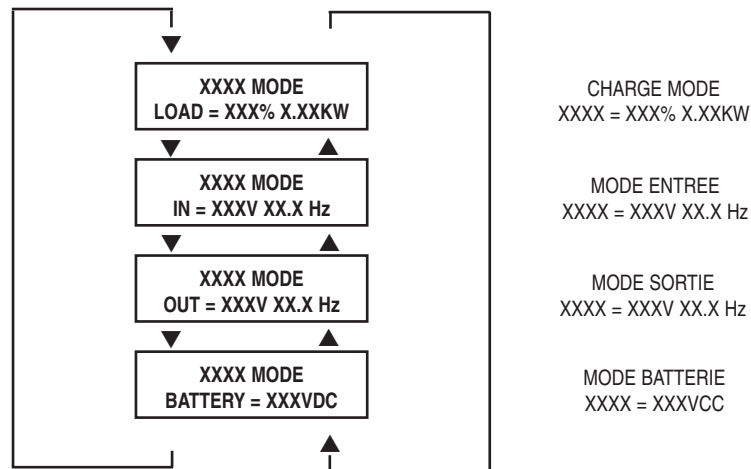 XXXX MODE
LOAD = XXX% X.XXKW
CHARGE MODE
XXXX = XXX% X.XXKW
XXXX MODE
IN = XXXV XX.X Hz
MODE ENTREE
XXXX = XXXV XX.X Hz
XXXX MODE
OUT = XXXV XX.X Hz
MODE SORTIE
XXXX = XXXV XX.X Hz
XXXX MODE
BATTERY = XXXVDC
MODE BATTERIE
XXXX = XXXVCC